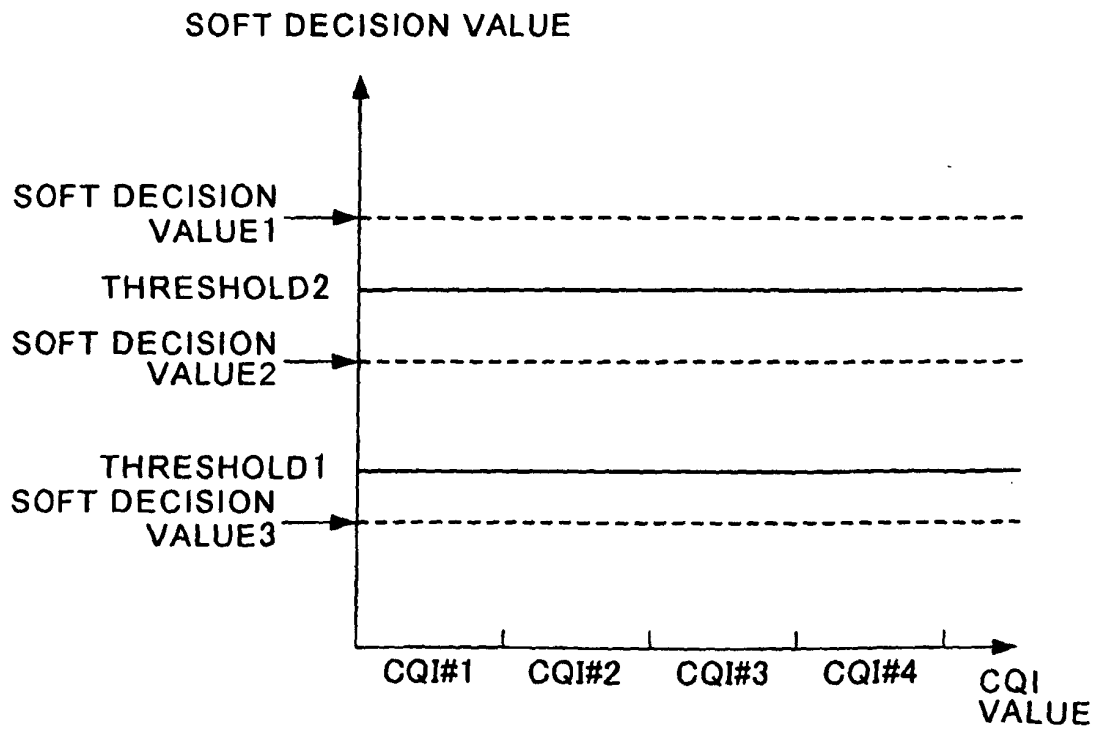 SOFT DECISION VALUE
SOFT DECISION
VALUE1
THRESHOLD2
SOFT DECISION
VALUE2
THRESHOLD1
SOFT DECISION
VALUE3
CQI#1 CQI#2 CQI#3 CQI#4
CQI
VALUE